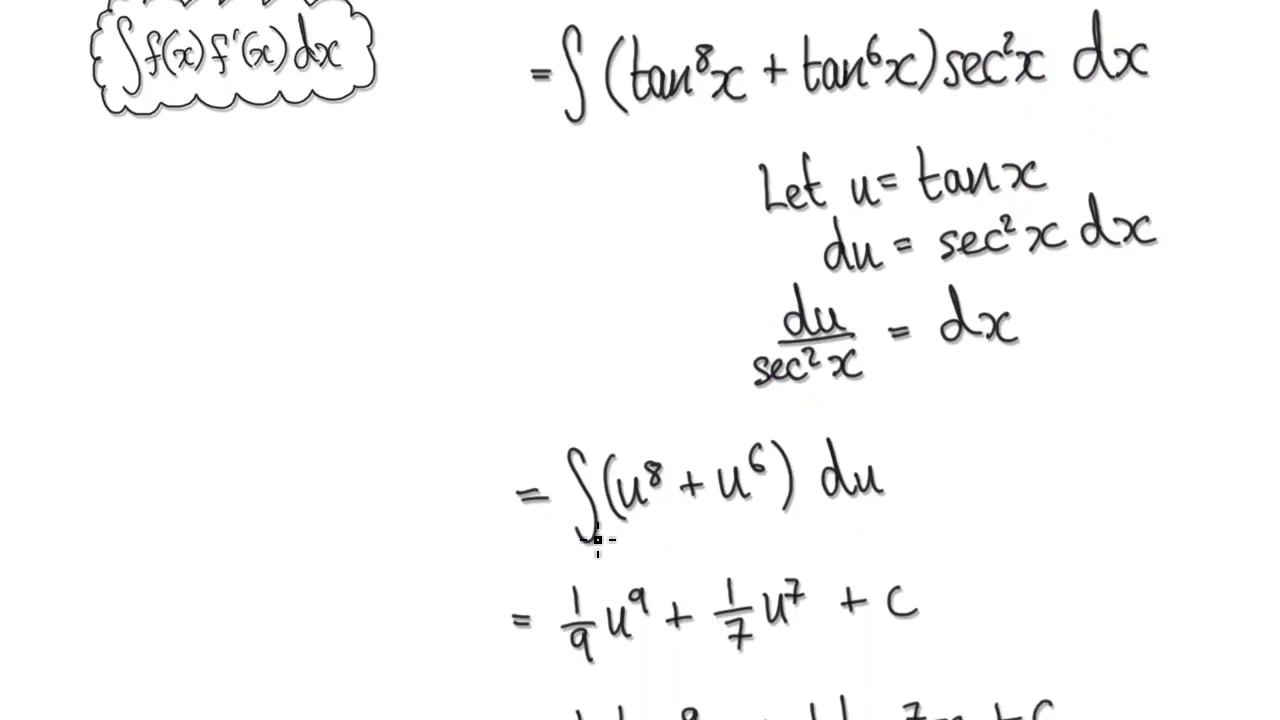 ∫f(x) f'(x) dx
= ∫(tan⁸x + tan⁶x) sec²x dx
Let u = tan x
du = sec²x dx
du/sec²x = dx
= ∫(u⁸ + u⁶) du
= 1/9 u⁹ + 1/7 u⁷ + c